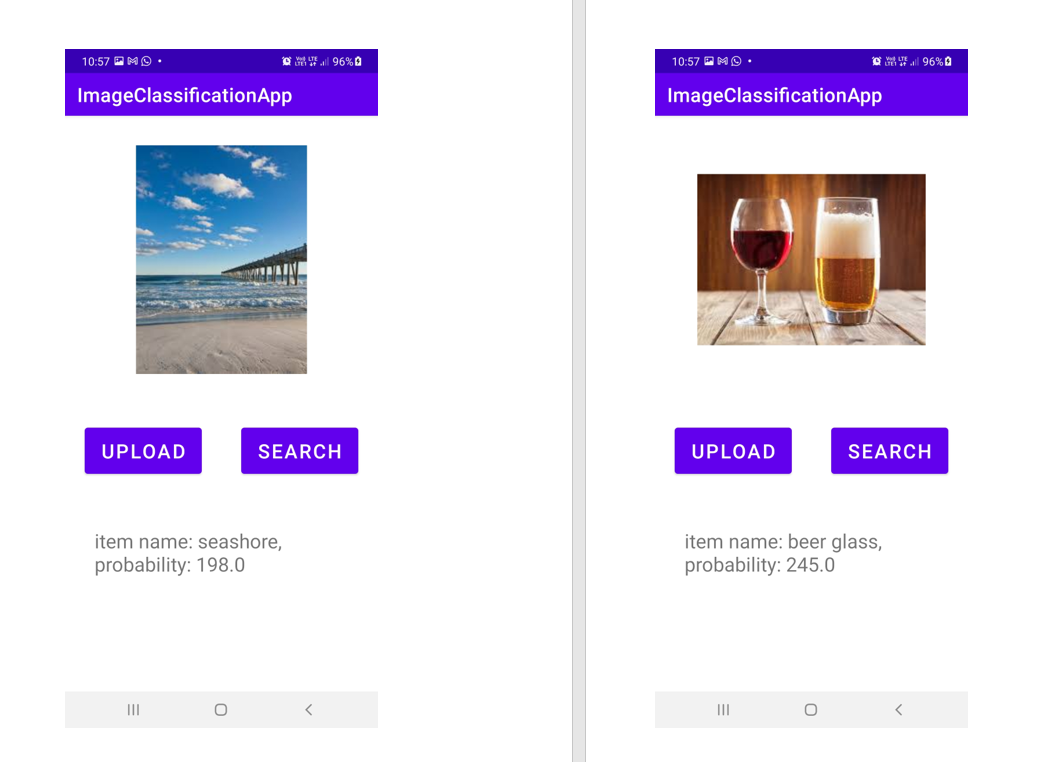 10:57
96%
ImageClassificationApp
UPLOAD
SEARCH
item name: seashore,
probability: 198.0
10:57
96%
ImageClassificationApp
UPLOAD
SEARCH
item name: beer glass,
probability: 245.0